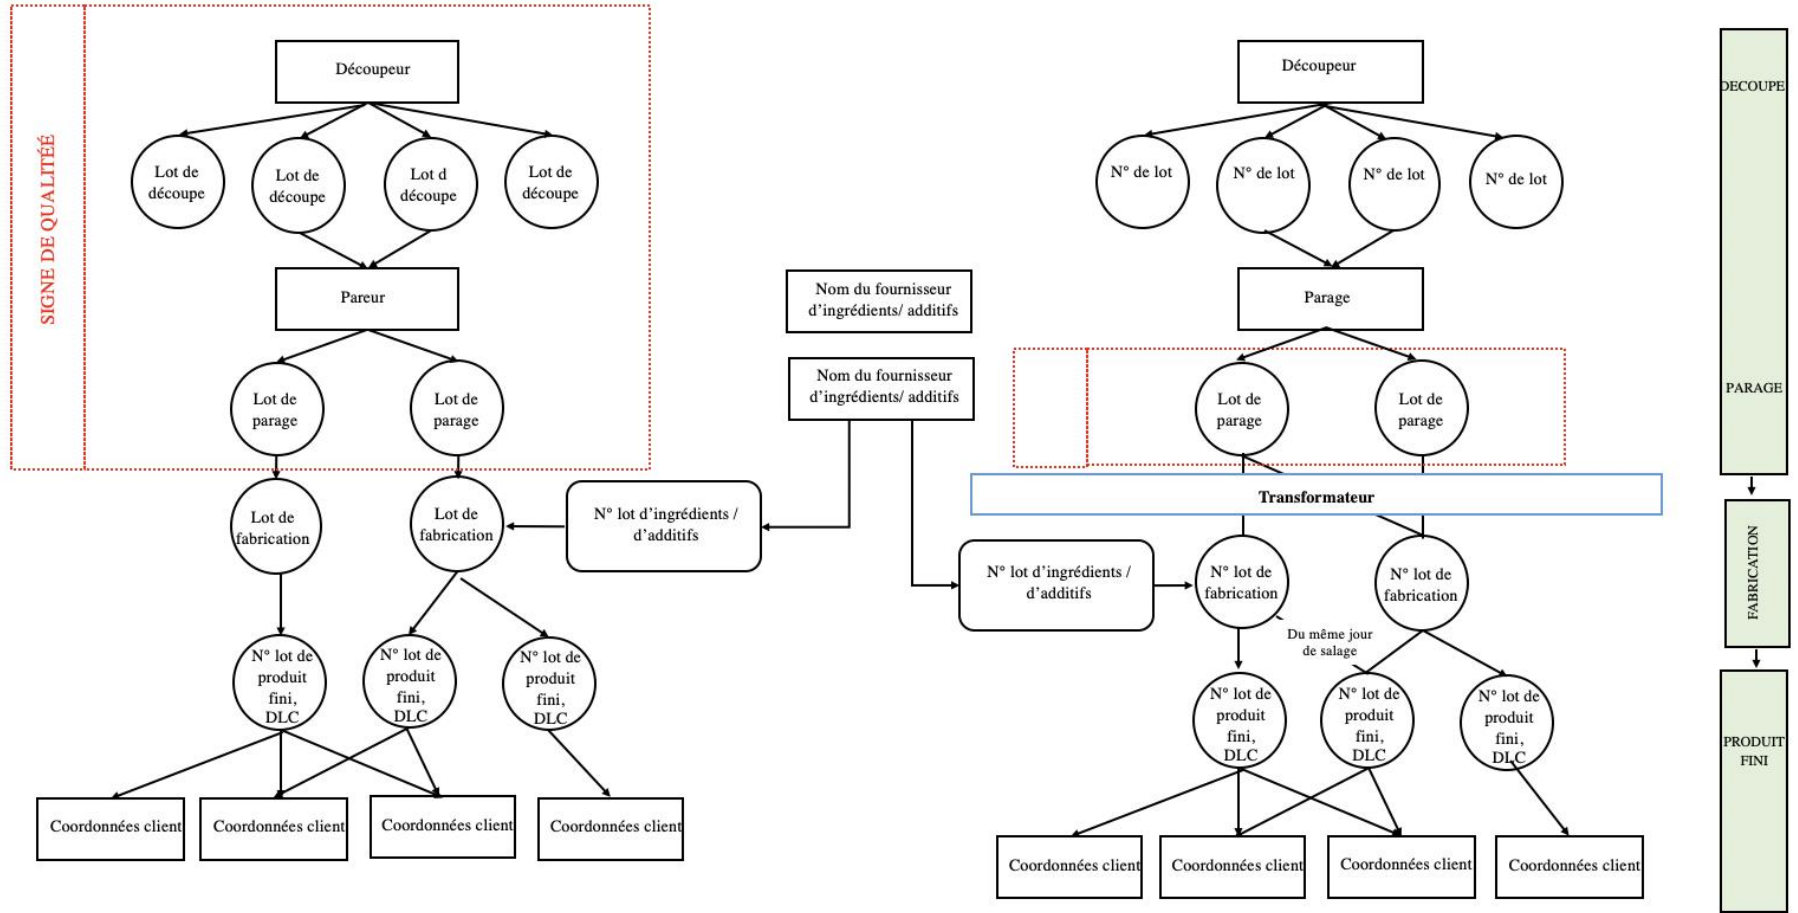 SIGNE DE QUALITÉÉ
Découpeur
Lot de
découpe
Lot de
découpe
Lot d
découpe
Lot de
découpe
Pareur
Lot de
parage
Lot de
parage
Lot de
fabrication
Lot de
fabrication
N° lot d'ingrédients /
d'additifs
N° lot de
produit
fini,
DLC
N° lot de
produit
fini,
DLC
N° lot de
produit
fini,
DLC
Coordonnées client
Coordonnées client
Coordonnées client
Coordonnées client
Nom du fournisseur
d'ingrédients/ additifs
Nom du fournisseur
d'ingrédients/ additifs
Découpeur
N° de lot
N° de lot
N° de lot
N° de lot
Parage
Lot de
parage
Lot de
parage
Transformateur
N° lot d'ingrédients /
d'additifs
N° lot de
fabrication
N° lot de
fabrication
Du même jour
de salage
N° lot de
produit
fini,
DLC
N° lot de
produit
fini,
DLC
N° lot de
produit
fini,
DLC
Coordonnées client
Coordonnées client
Coordonnées client
Coordonnées client
DECOUPE
PARAGE
FABRICATION
PRODUIT
FINI